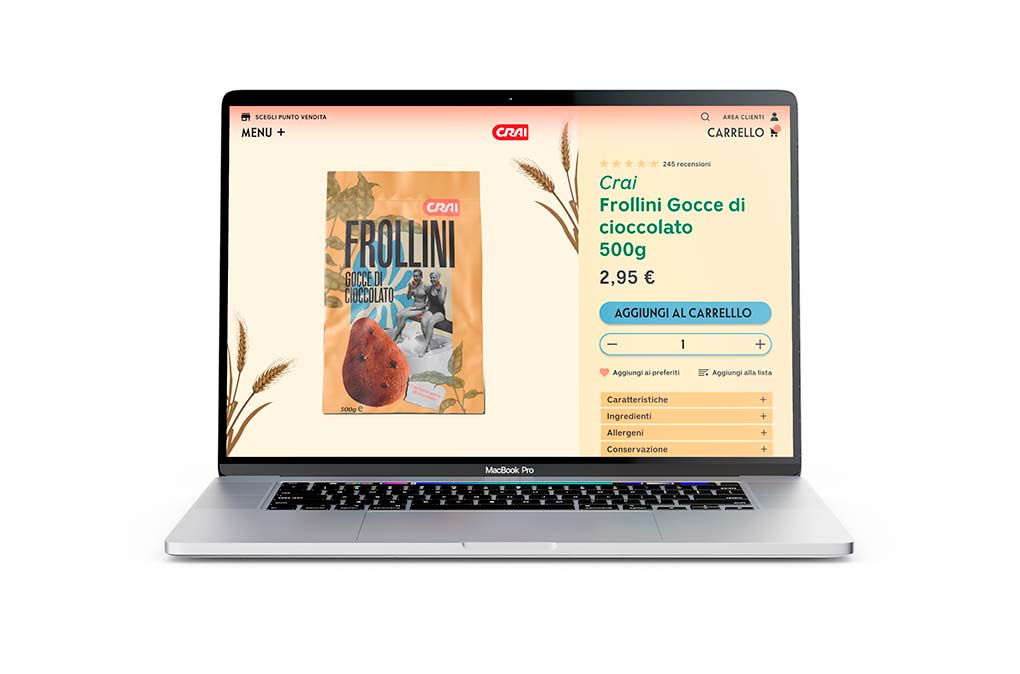 SCEGLI PUNTO VENDITA
MENU +
CRAI
AREA CLIENTI
CARRELLO
CRAI
FROLLINI
GOCCE DI
CIOCCOLATO
500g e
245 recensioni
Crai
Frollini Gocce di
cioccolato
500g
2,95 €
AGGIUNGI AL CARRELLLO
— 1 +
Aggiungi ai preferiti
Aggiungi alla lista
Caratteristiche +
Ingredienti +
Allergeni +
Conservazione +
MacBook Pro